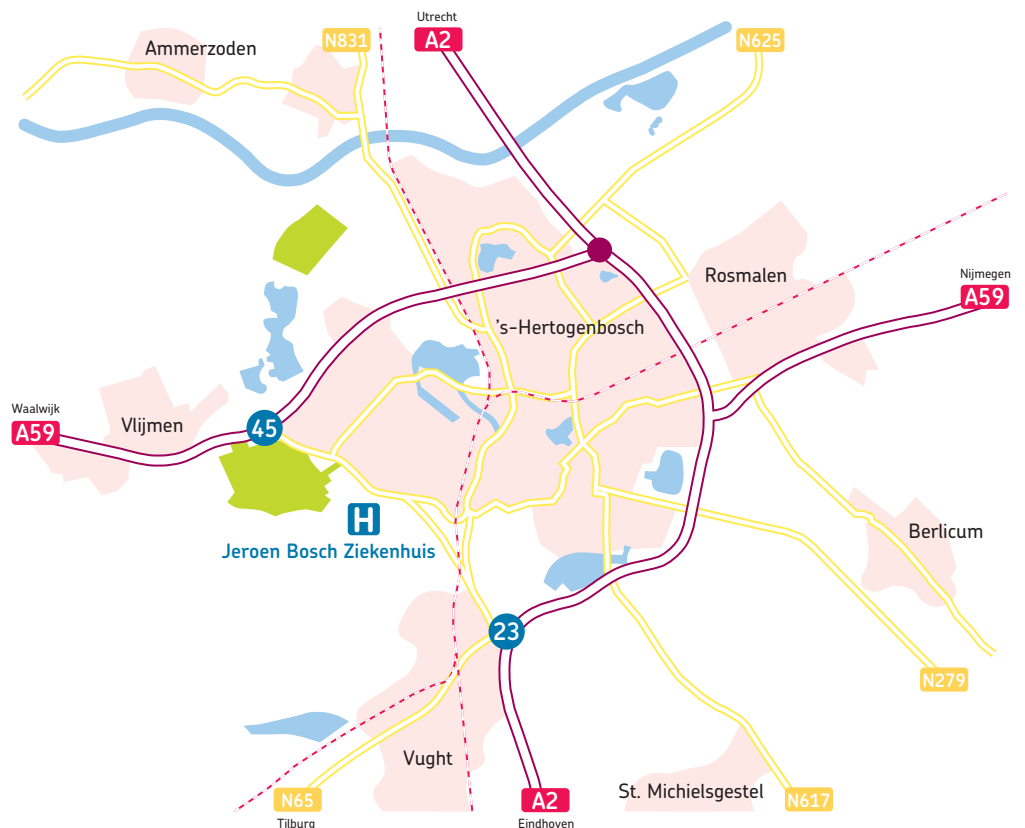 Utrecht
A2
N831
N625
Ammerzoden
Rosmalen
Nijmegen
A59
's-Hertogenbosch
Waalwijk
A59
Vlijmen
45
H
Jeroen Bosch Ziekenhuis
Berlicum
23
N279
Vught
St. Michielsgestel
N65
Tilburg
A2
Eindhoven
N617